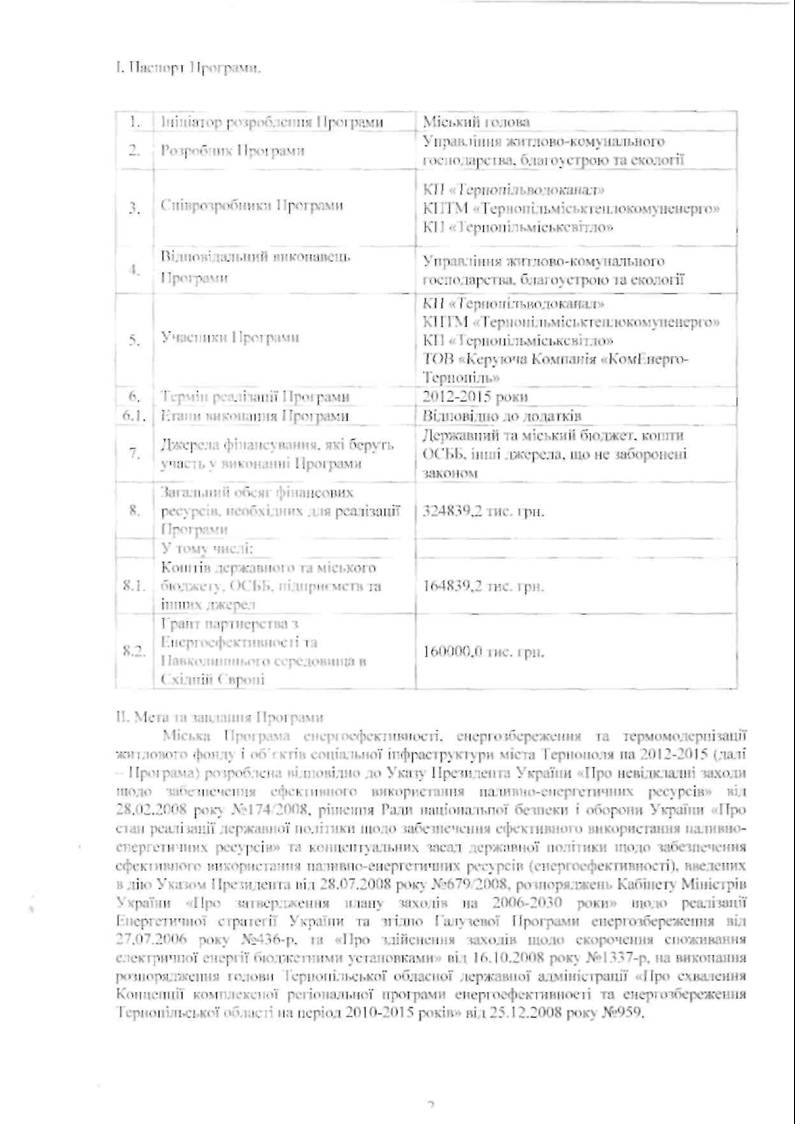 І. Паспорт Програми.
1. Ініціатор розроблення Програми Міський голова
2. Розробник Програми Управління житлово-комунального
господарства, благоустрою та екології
3. Співрозробники Програми КП «Тернопільводоканал»
КПТМ «Тернопільміськтеплокомуненерго»
КП «Тернопільміськсвітло»
4. Відповідальний виконавець
Програми
Управління житлово-комунального
господарства, благоустрою та екології
5. Учасники Програми КП «Тернопільводоканал»
КПТМ «Тернопільміськтеплокомуненерго»
КП «Тернопільміськсвітло»
ТОВ «Керуюча Компанія «КомЕнерго-
Тернопіль»
6. Термін реалізації Програми 2012-2015 роки
6.1. Етапи виконання Програми Відповідно до додатків
7. Джерела фінансування, які беруть
участь у виконанні Програми
Державний та міський бюджет, кошти
ОСББ, інші джерела, що не заборонені
законом
8. Загальний обсяг фінансових
ресурсів, необхідних для реалізації
Програми
324839,2 тис. грн.
У тому числі:
8.1. Коштів державного та міського
бюджету, ОСББ, підприємств та
інших джерел
164839,2 тис. грн.
8.2. Грант партнерства з
Енергоефективності та
Навколишнього середовища в
Східній Європі
160000,0 тис. грн.
ІІ. Мета та завдання Програми
Міська Програма енергоефективності, енергозбереження та термомодернізації
житлового фонду і об'єктів соціальної інфраструктури міста Тернополя на 2012-2015 (далі
– Програма) розроблена відповідно до Указу Президента України «Про невідкладні заходи
щодо забезпечення ефективного використання паливно-енергетичних ресурсів» від
28.02.2008 року №174/2008, рішення Ради національної безпеки і оборони України «Про
стан реалізації державної політики щодо забезпечення ефективного використання паливно-
енергетичних ресурсів» та концептуальних засад державної політики щодо забезпечення
ефективного використання паливно-енергетичних ресурсів (енергоефективності), введених
в дію Указом Президента від 28.07.2008 року №679/2008, розпоряджень Кабінету Міністрів
України «Про затвердження плану заходів на 2006-2030 роки» щодо реалізації
Енергетичної стратегії України та згідно Галузевої Програми енергозбереження від
27.07.2006 року №436-р, та «Про здійснення заходів щодо скорочення споживання
електричної енергії бюджетними установками» від 16.10.2008 року №1337-р, на виконання
розпорядження голови Тернопільської обласної державної адміністрації «Про схвалення
Концепції комплексної регіональної програми енергоефективності та енергозбереження
Тернопільської області на період 2010-2015 років» від 25.12.2008 року №959.